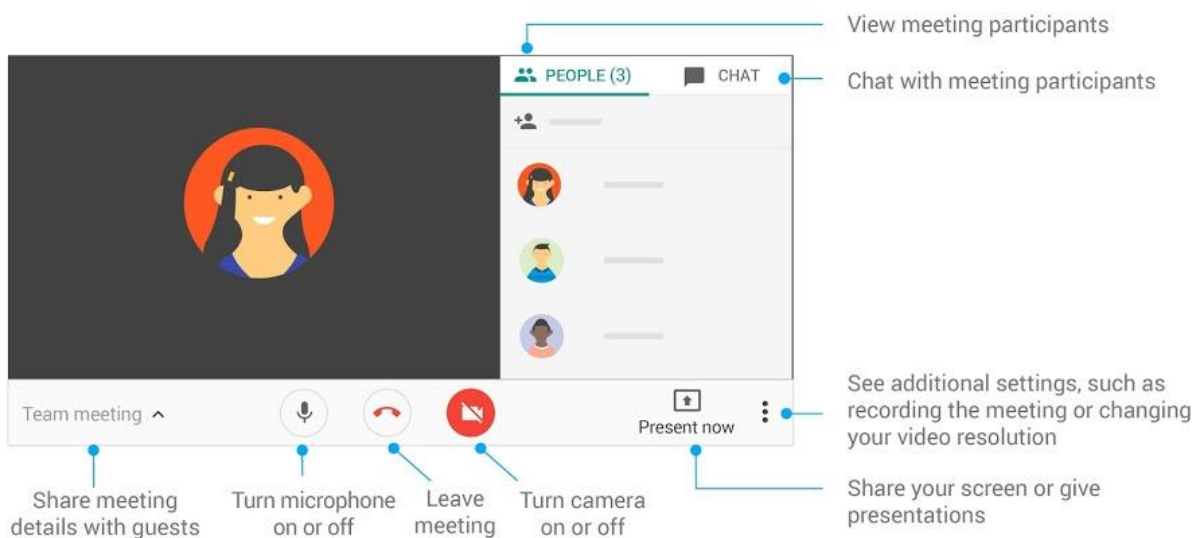 View meeting participants
PEOPLE (3)
CHAT
Chat with meeting participants
Team meeting
Present now
See additional settings, such as
recording the meeting or changing
your video resolution
Share meeting
details with guests
Turn microphone
on or off
Leave
meeting
Turn camera
on or off
Share your screen or give
presentations